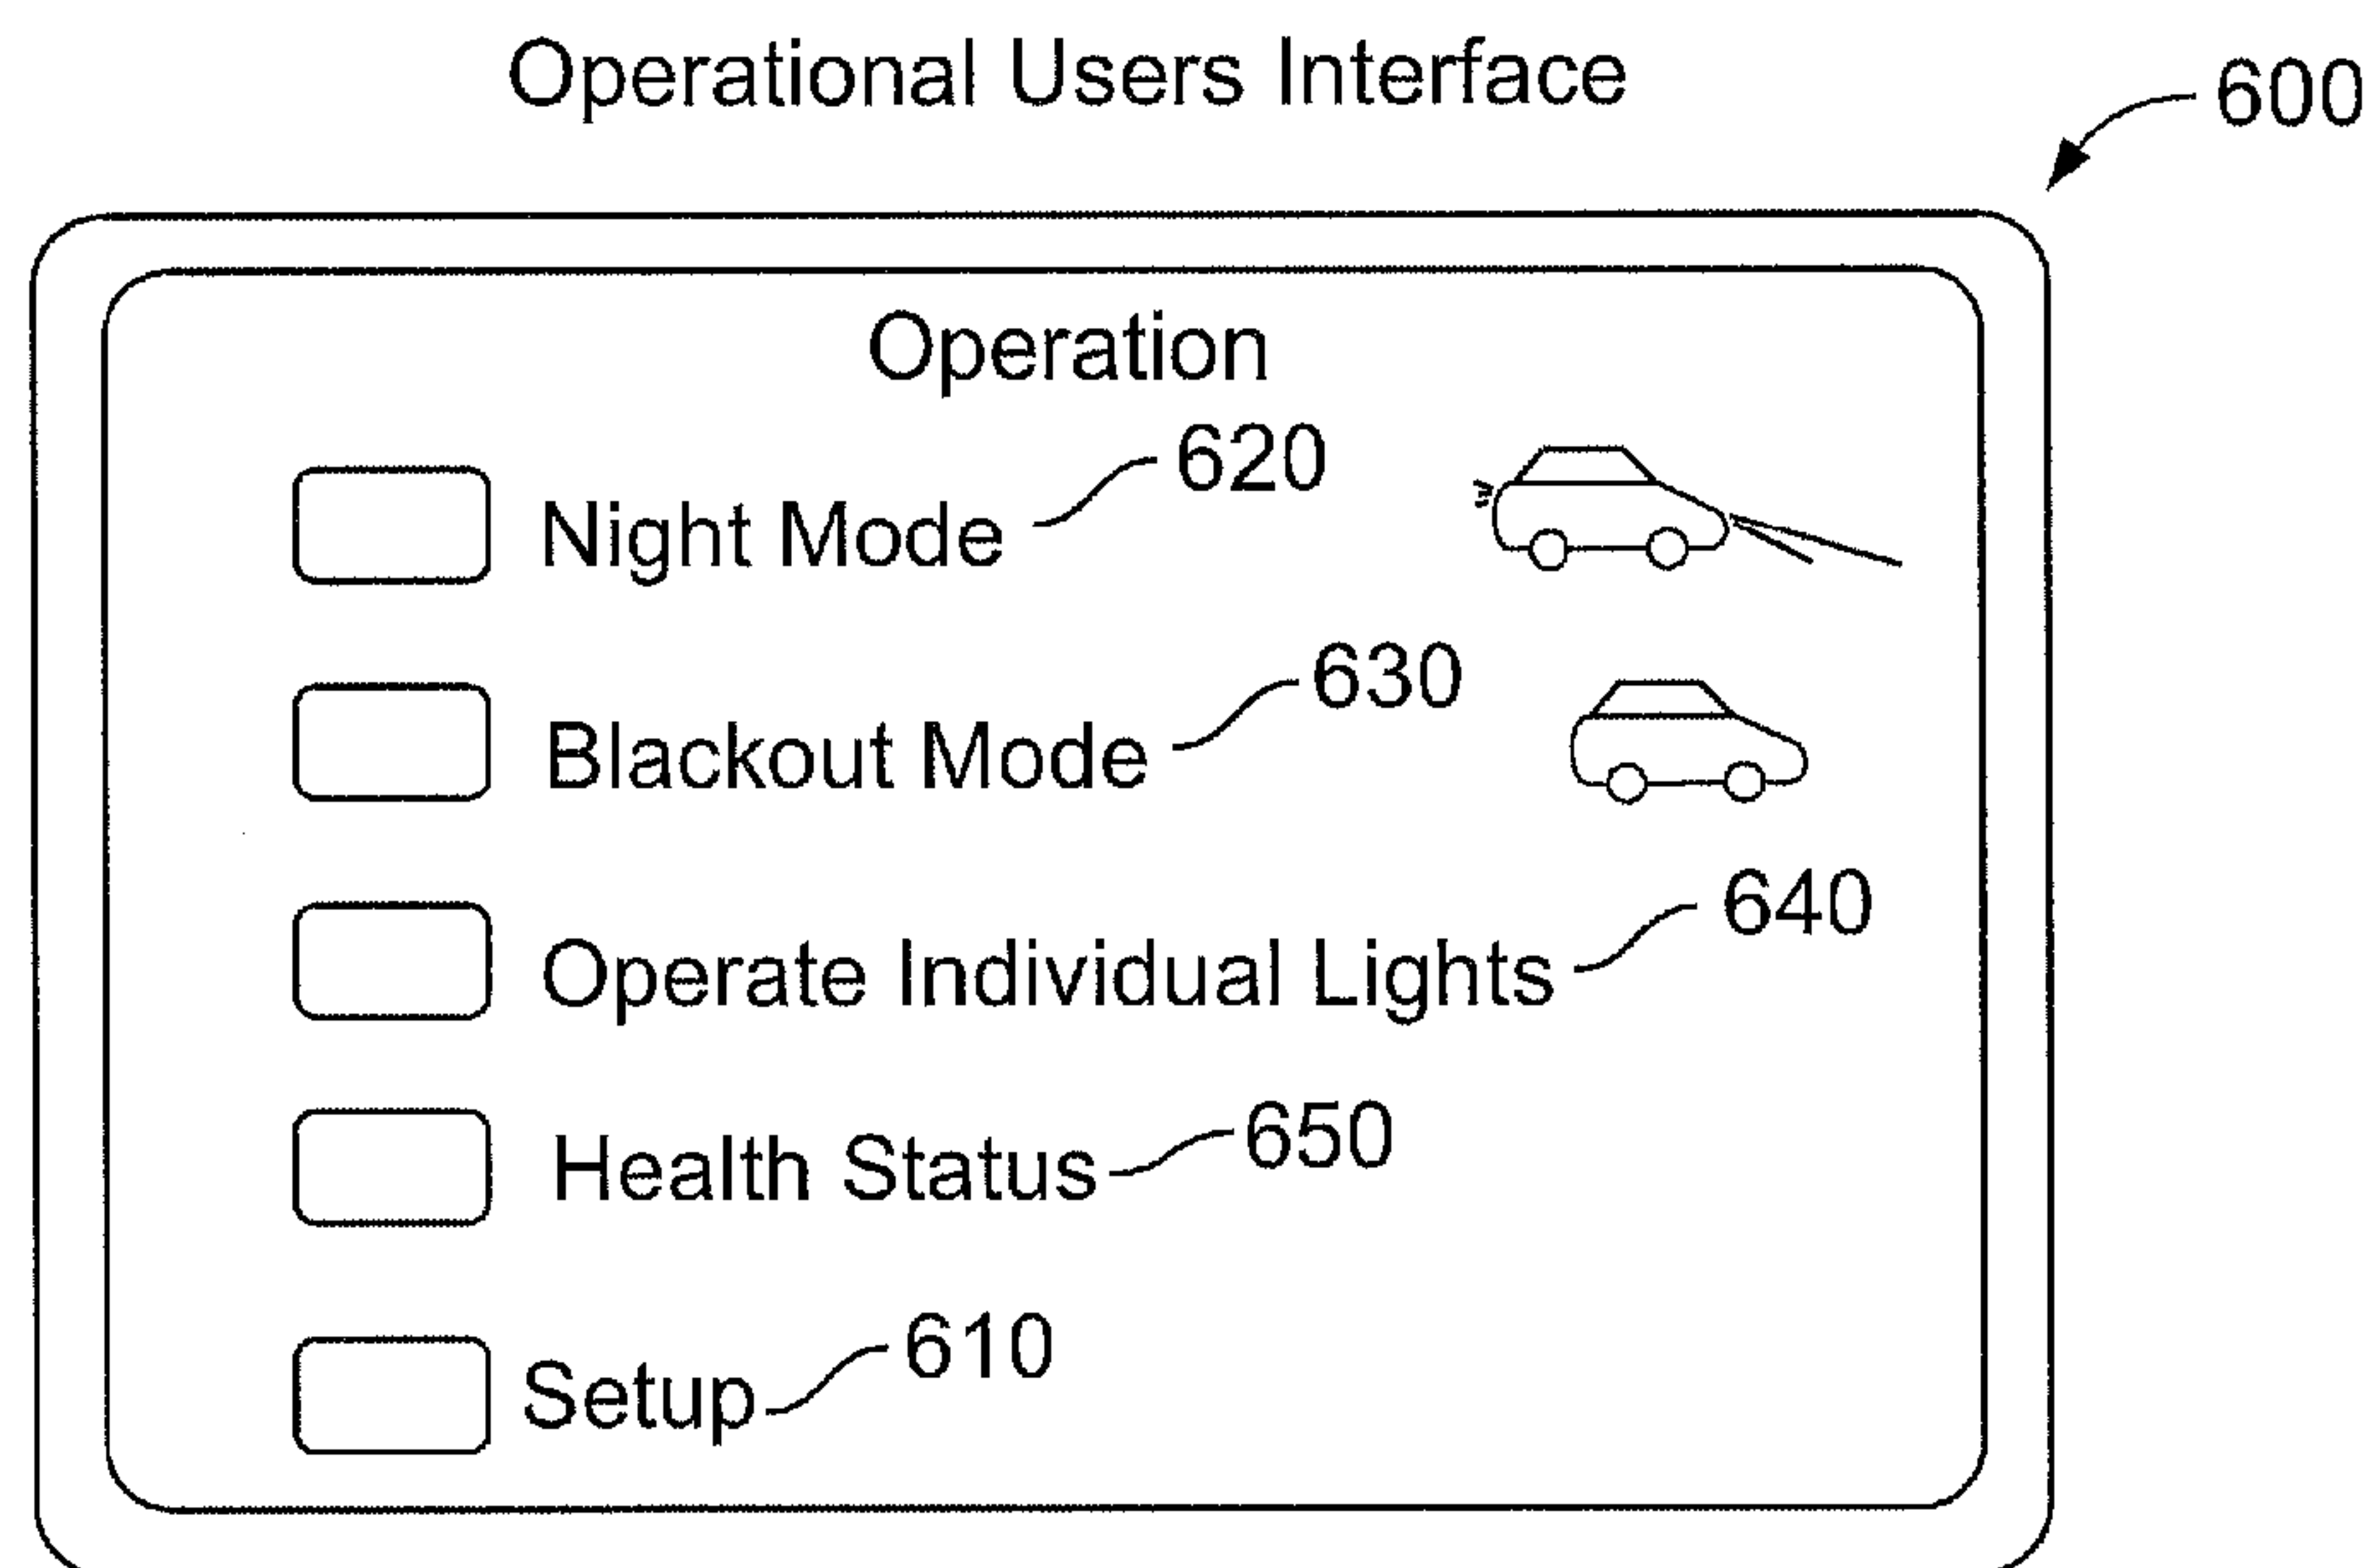 Operational Users Interface
600
Operation
620
Night Mode
630
Blackout Mode
640
Operate Individual Lights
650
Health Status
610
Setup